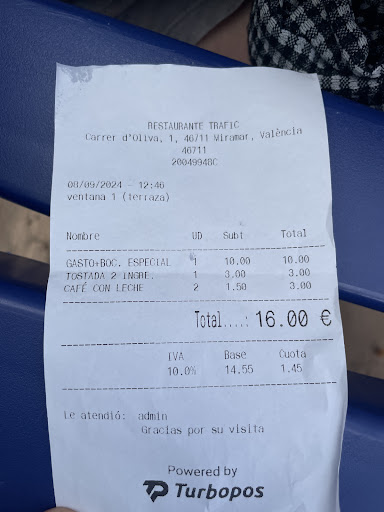 RESTAURANTE TRAFIC
Carrer d'Oliva, 1, 46711 Miramar, València
46711
20049948C
08/09/2024 - 12:46
ventana 1 (terraza)
Nombre UD Subt Total
GASTO+BOC. ESPECIAL 1 10.00 10.00
TOSTADA 2 INGRE. 1 3.00 3.00
CAFÉ CON LECHE 2 1.50 3.00
Total....: 16.00 €
IVA Base Cuota
10.0% 14.55 1.45
Le atendió: admin
Gracias por su visita
Powered by
Turbopos